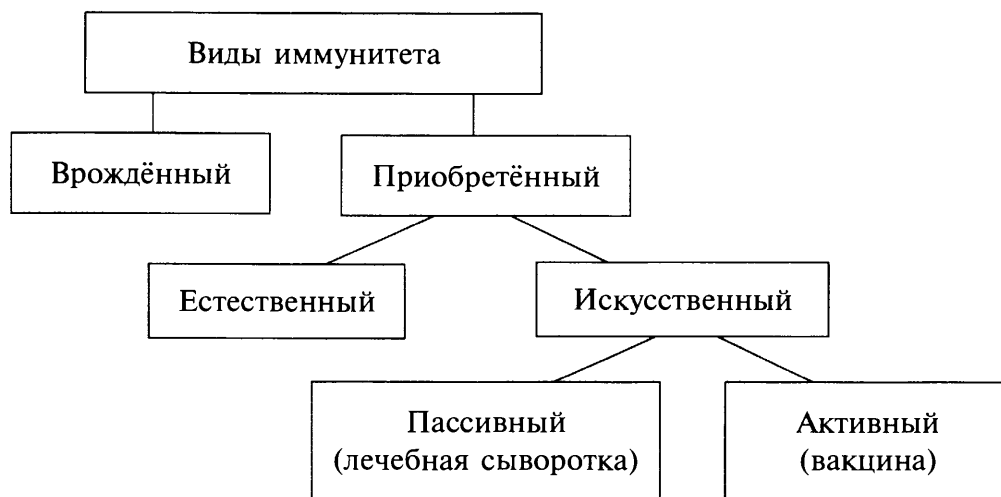 Виды иммунитета
Врождённый
Приобретённый
Естественный
Искусственный
Пассивный
(лечебная сыворотка)
Активный
(вакцина)